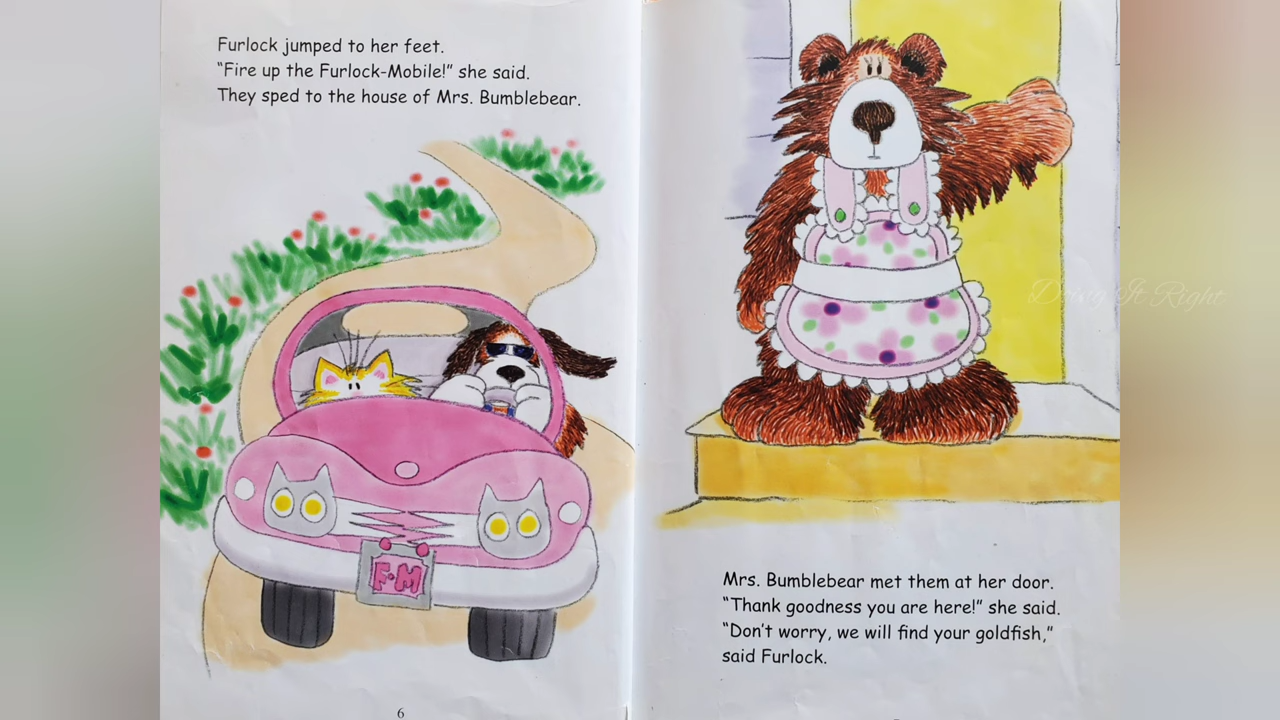 Furlock jumped to her feet.
“Fire up the Furlock-Mobile!” she said.
They sped to the house of Mrs. Bumblebear.
F•M
6
Mrs. Bumblebear met them at her door.
“Thank goodness you are here!” she said.
“Don’t worry, we will find your goldfish,”
said Furlock.
It Right